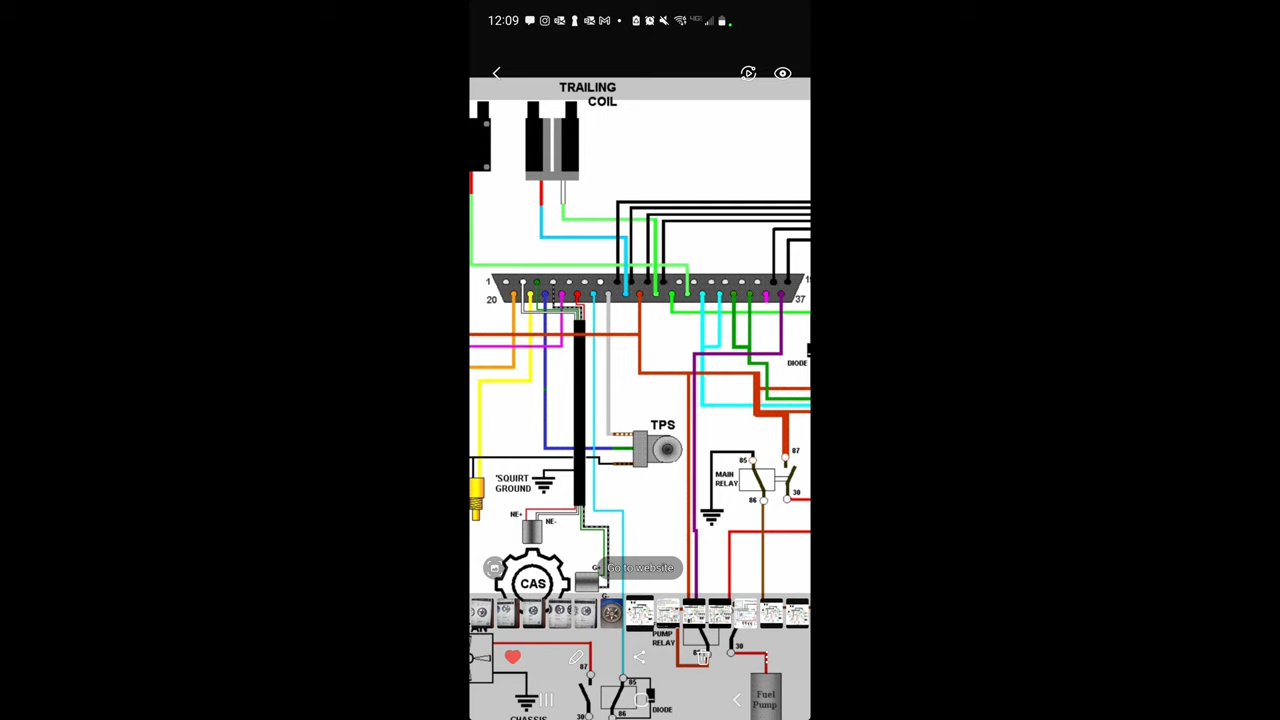 12:09
TRAILING
COIL
1
20
37
DIODE
TPS
'SQUIRT
GROUND
85
87
MAIN
RELAY
30
86
NE+
NE-
CAS
G+
Go to website
G-
PUMP
RELAY
87
30
85
DIODE
86
30
CHASSIS
Fuel
Pump